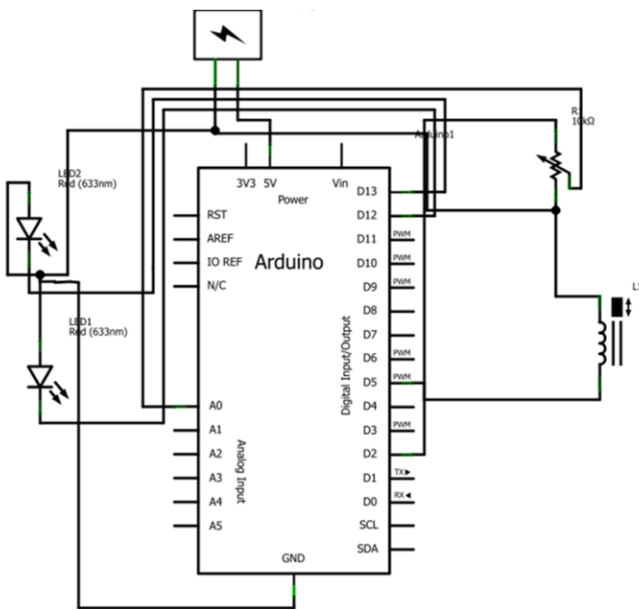 R1
10kΩ
Arduino1
LED2
Red (633nm)
3V3
5V
Vin
Power
RST
AREF
IO REF
N/C
Arduino
D13
D12
D11
PWM
D10
PWM
D9
PWM
D8
D7
D6
PWM
D5
PWM
D4
D3
PWM
D2
D1
TX
D0
RX
SCL
SDA
Digital Input/Output
LED1
Red (633nm)
A0
A1
A2
A3
A4
A5
Analog Input
GND